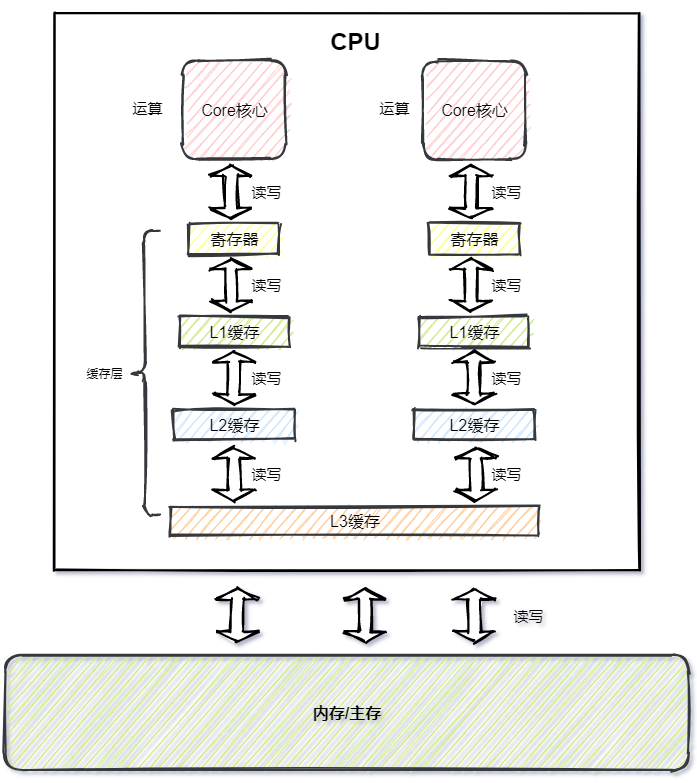 CPU
运算
Core核心
运算
Core核心
读写
读写
寄存器
寄存器
读写
读写
L1缓存
L1缓存
缓存层
读写
读写
L2缓存
L2缓存
读写
读写
L3缓存
读写
内存/主存